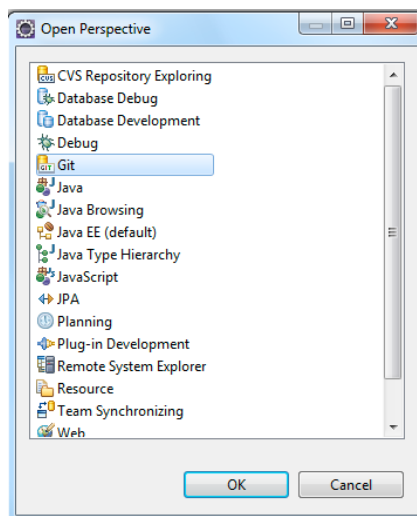 Open Perspective
CVS Repository Exploring
Database Debug
Database Development
Debug
Git
Java
Java Browsing
Java EE (default)
Java Type Hierarchy
JavaScript
JPA
Planning
Plug-in Development
Remote System Explorer
Resource
Team Synchronizing
Web
OK
Cancel